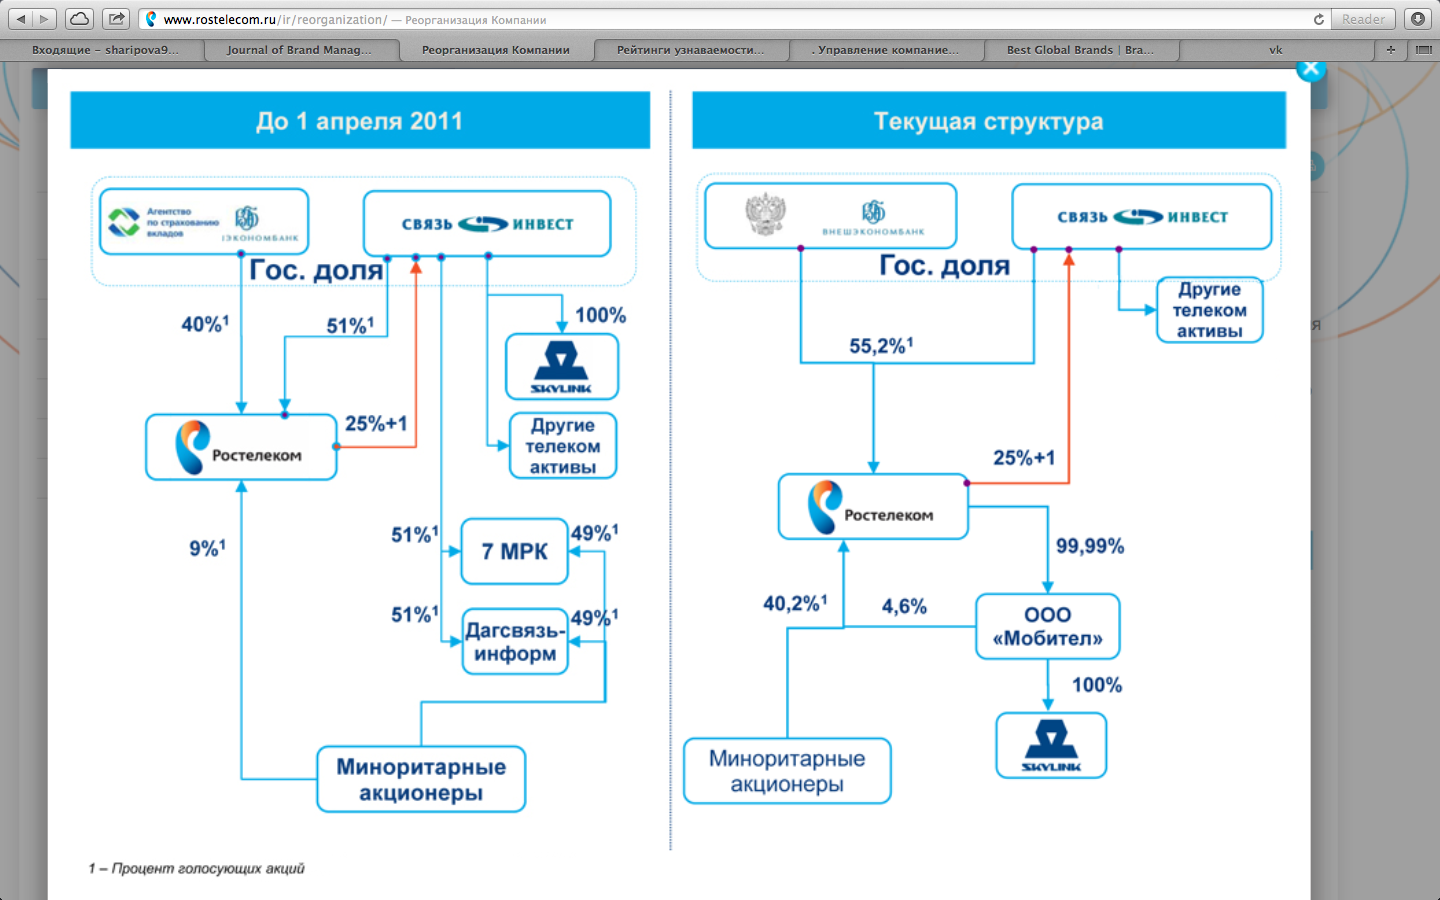 www.rostelecom.ru/ir/reorganization/ — Реорганизация Компании
Reader
Входящие – sharipova9...
Journal of Brand Manag...
Реорганизация Компании
Рейтинги узнаваемости...
. Управление компание...
Best Global Brands | Bra...
vk
До 1 апреля 2011
Агентство
по страхованию
вкладов
ІЭКОНОМБАНК
СВЯЗЬ ИНВЕСТ
Гос. доля
40%¹
51%¹
100%
SKYLINK
25%+1
Ростелеком
Другие
телеком
активы
9%¹
51%¹
7 МРК
49%¹
51%¹
Дагсвязь-
информ
49%¹
Миноритарные
акционеры
1 – Процент голосующих акций
Текущая структура
ВНЕШЭКОНОМБАНК
СВЯЗЬ ИНВЕСТ
Гос. доля
Другие
телеком
активы
55,2%¹
25%+1
Ростелеком
99,99%
40,2%¹
4,6%
ООО
«Мобител»
100%
SKYLINK
Миноритарные
акционеры
я